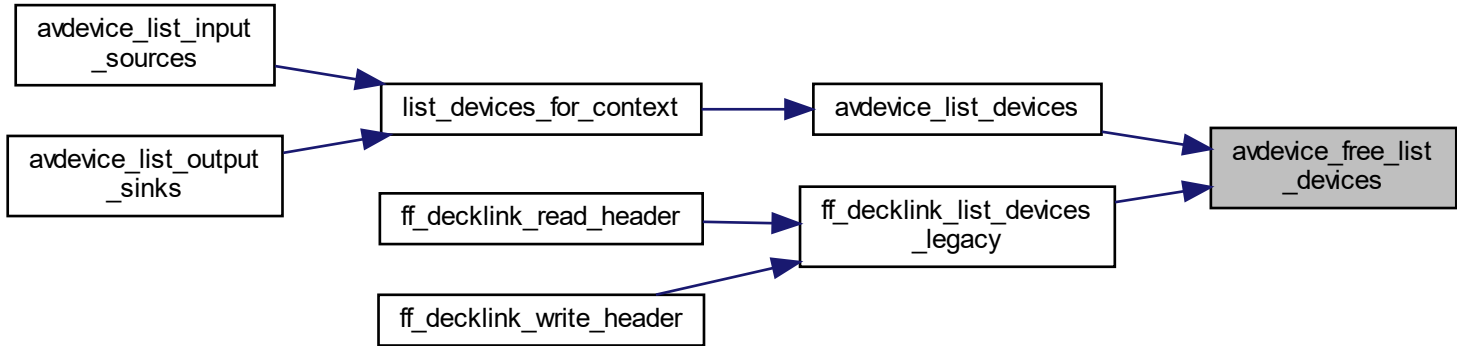 avdevice_list_input
_sources
avdevice_list_output
_sinks
list_devices_for_context
ff_decklink_read_header
ff_decklink_write_header
avdevice_list_devices
ff_decklink_list_devices
_legacy
avdevice_free_list
_devices